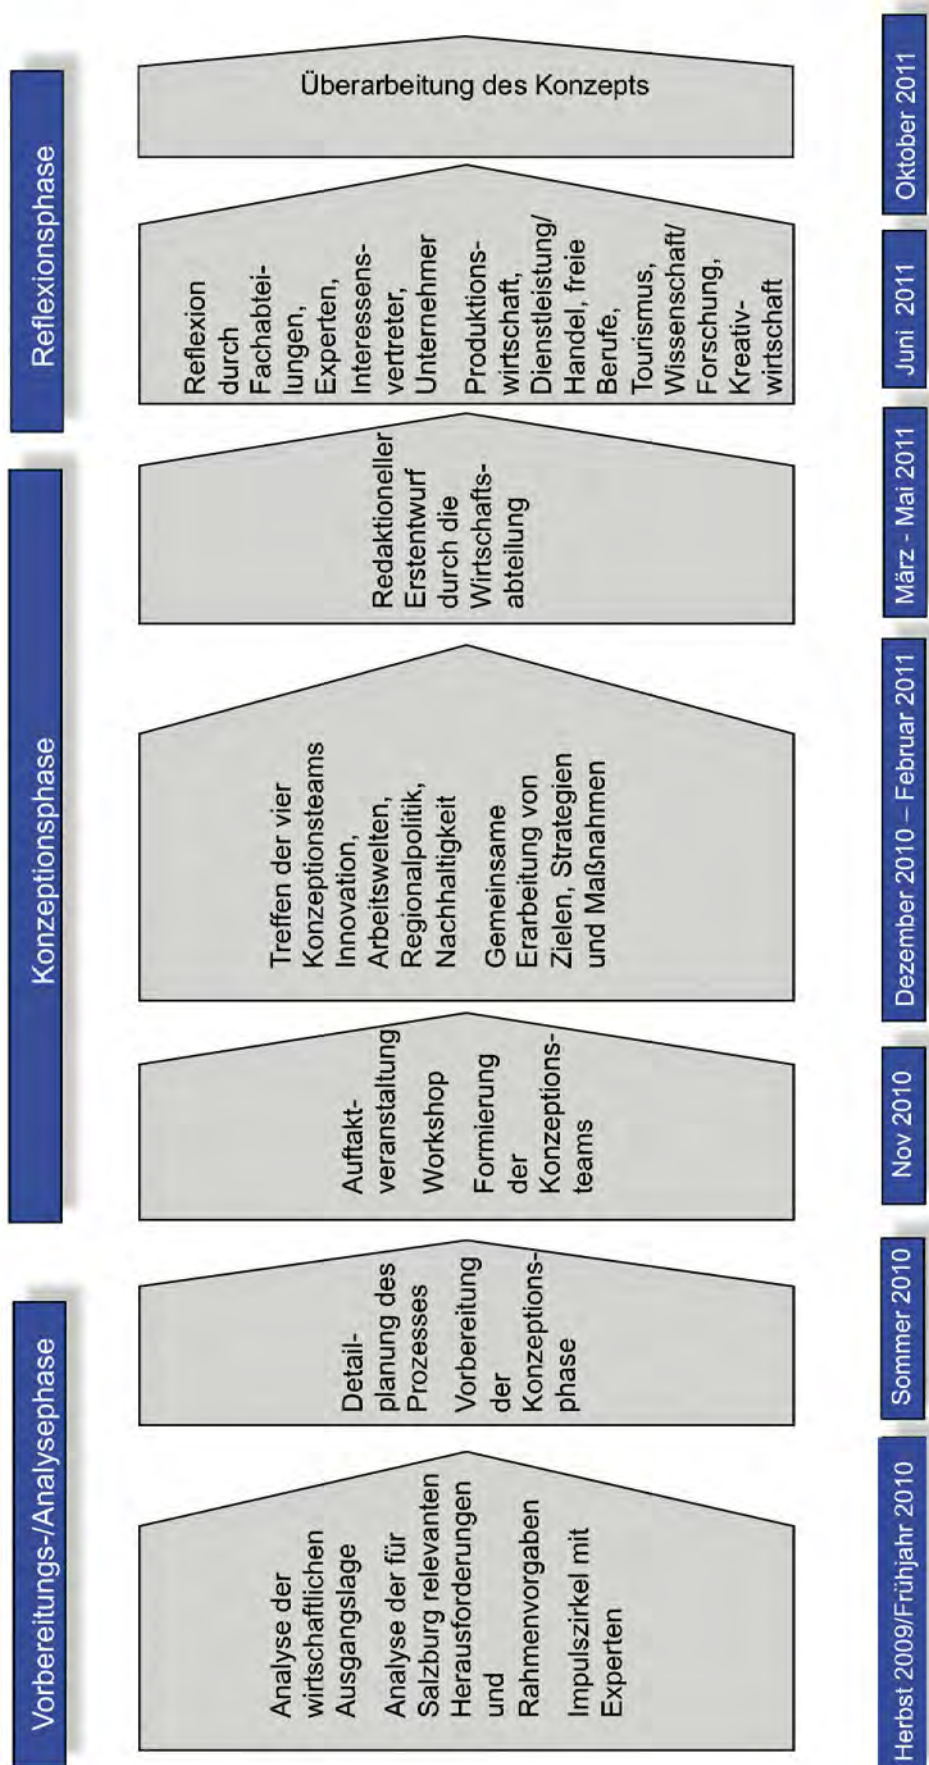 Vorbereitungs-/Analysephase
Konzeptionsphase
Reflexionsphase
Analyse der
wirtschaftlichen
Ausgangslage
Analyse der für
Salzburg relevanten
Herausforderungen
und
Rahmenvorgaben
Impulszirkel mit
Experten
Detail-
planung des
Prozesses
Vorbereitung
der
Konzeptions-
phase
Auftakt-
veranstaltung
Workshop
Formierung
der
Konzeptions-
teams
Treffen der vier
Konzeptionsteams
Innovation,
Arbeitswelten,
Regionalpolitik,
Nachhaltigkeit
Gemeinsame
Erarbeitung von
Zielen, Strategien
und Maßnahmen
Redaktioneller
Erstentwurf
durch die
Wirtschafts-
abteilung
Reflexion
durch
Fachabtei-
lungen,
Experten,
Interessens-
vertreter,
Unternehmer
Produktions-
wirtschaft,
Dienstleistung/
Handel, freie
Berufe,
Tourismus,
Wissenschaft/
Forschung,
Kreativ-
wirtschaft
Überarbeitung des Konzepts
Herbst 2009/Frühjahr 2010
Sommer 2010
Nov 2010
Dezember 2010 – Februar 2011
März - Mai 2011
Juni 2011
Oktober 2011